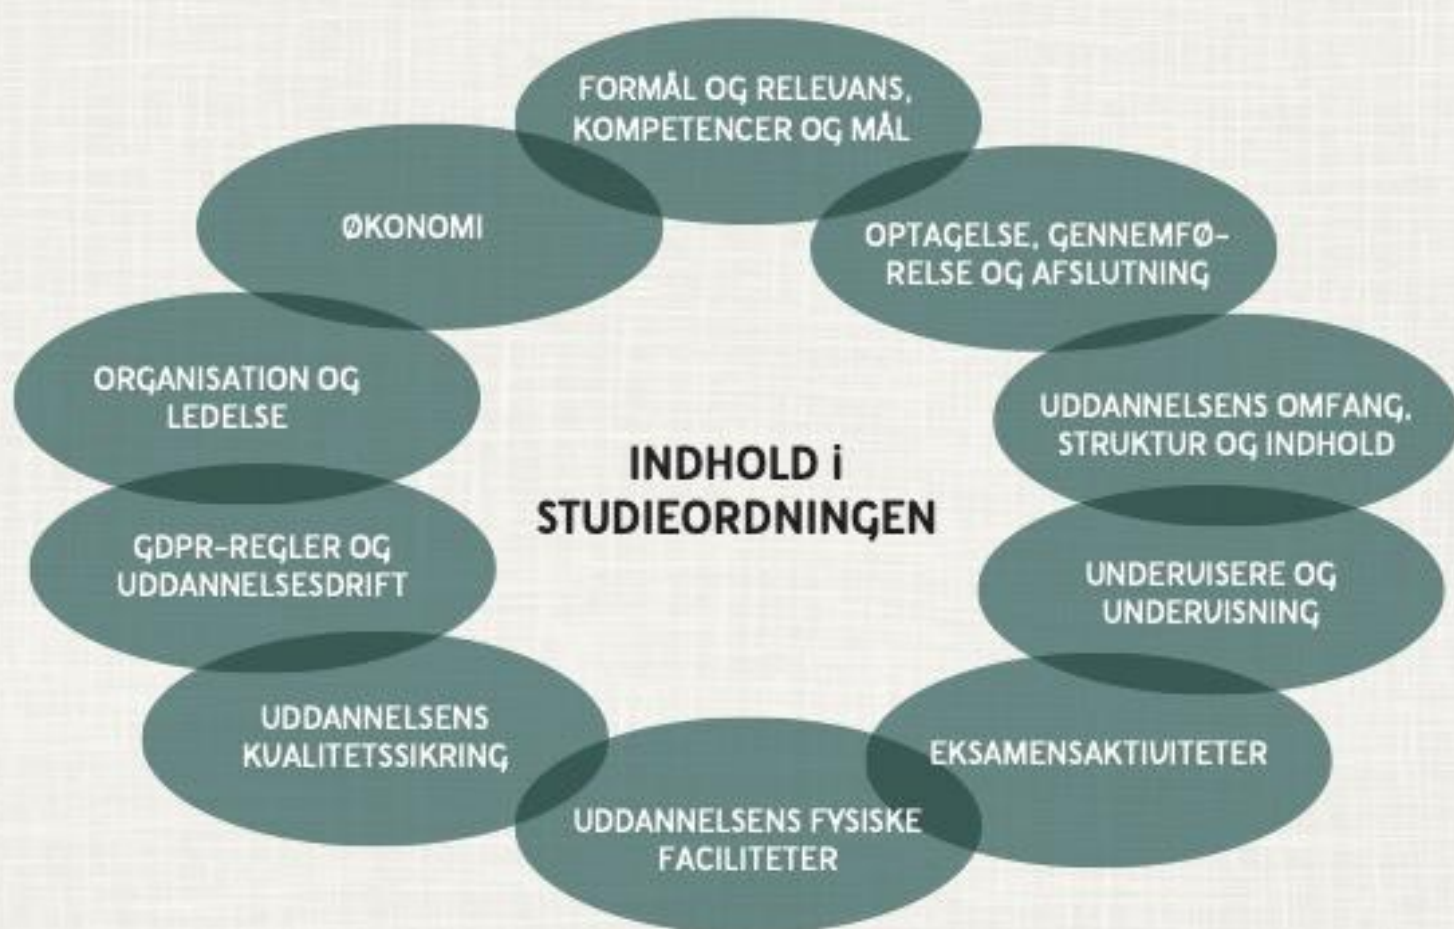 FORMÅL OG RELEVANS,
KOMPETENCER OG MÅL
OPTAGELSE, GENNEMFØ-
RELSE OG AFSLUTNING
UDDANNELSENS OMFANG,
STRUKTUR OG INDHOLD
UNDERVISERE OG
UNDERVISNING
EKSAMENSAKTIVITETER
UDDANNELSENS FYSISKE
FACILITETER
UDDANNELSENS
KVALITETSSIKRING
GDPR-REGLER OG
UDDANNELSESDRIFT
ORGANISATION OG
LEDELSE
ØKONOMI
INDHOLD i
STUDIEORDNINGEN